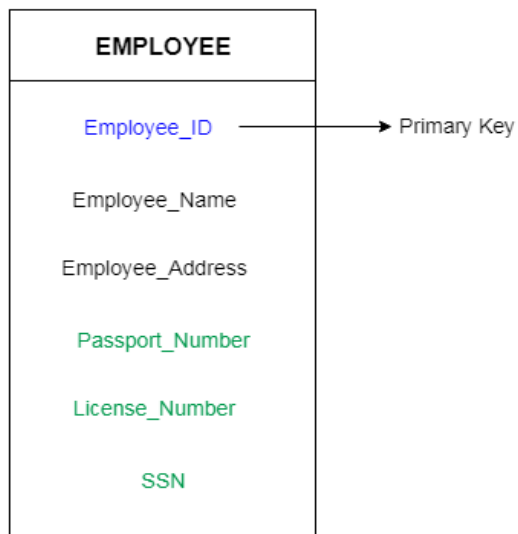 EMPLOYEE
Employee_ID
Primary Key
Employee_Name
Employee_Address
Passport_Number
License_Number
SSN